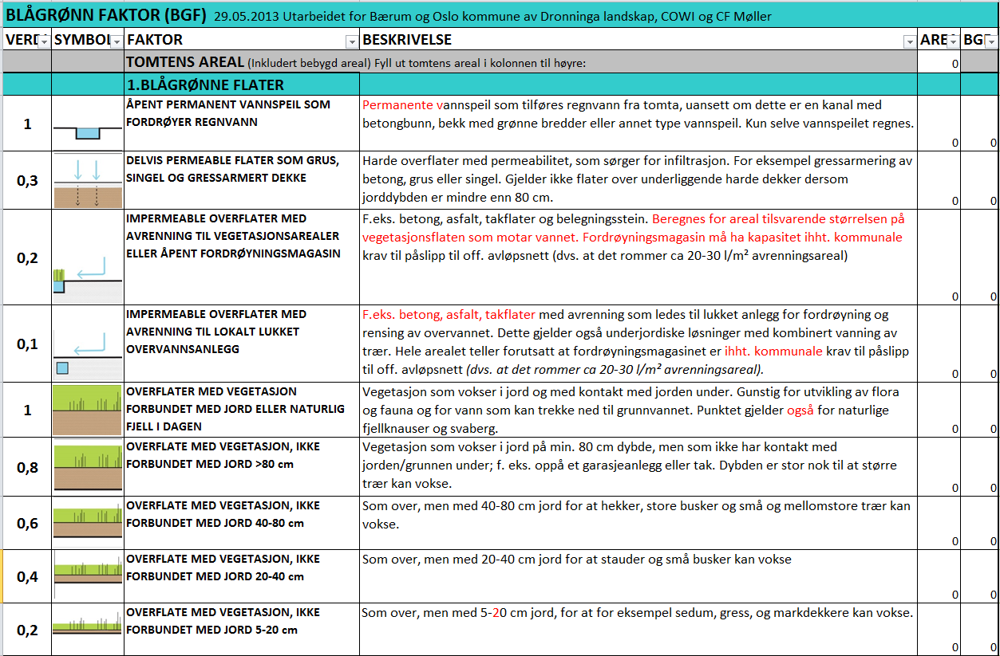 BLÅGRØNN FAKTOR (BGF) 29.05.2013 Utarbeidet for Bærum og Oslo kommune av Dronninga landskap, COWI og CF Møller
SYMBOL FAKTOR BESKRIVELSE
TOMTENS AREAL (Inkludert bebygd areal) Fyll ut tomtens areal i kolonnen til høyre: 0
1.BLÅGRØNNE FLATER
1
ÅPENT PERMANENT VANNSPEIL SOM
FORDRØYER REGNVANN
Permanente vannspeil som tilføres regnvann fra tomta, uansett om dette er en kanal med
betongbunn, bekk med grønne bredder eller annet type vannspeil. Kun selve vannspeilet regnes.
0 0
0,3
DELVIS PERMEABLE FLATER SOM GRUS,
SINGEL OG GRESSARMERT DEKKE
Harde overflater med permeabilitet, som sørger for infiltrasjon. For eksempel gressarmering av
betong, grus eller singel. Gjelder ikke flater over underliggende harde dekker dersom
jorddybden er mindre enn 80 cm.
0 0
0,2
IMPERMEABLE OVERFLATER MED
AVRENNING TIL VEGETASJONSAREALER
ELLER ÅPENT FORDRØYNINGSMAGASIN
F.eks. betong, asfalt, takflater og belegningsstein. Beregnes for areal tilsvarende størrelsen på
vegetasjonsflaten som motar vannet. Fordrøyningsmagasin må ha kapasitet ihht. kommunale
krav til påslipp til off. avløpsnett (dvs. at det rommer ca 20-30 l/m² avrenningsareal)
0 0
0,1
IMPERMEABLE OVERFLATER MED
AVRENNING TIL LOKALT LUKKET
OVERVANNSANLEGG
F.eks. betong, asfalt, takflater med avrenning som ledes til lukket anlegg for fordrøyning og
rensing av overvannet. Dette gjelder også underjordiske løsninger med kombinert vanning av
trær. Hele arealet teller forutsatt at fordrøyningsmagasinet er ihht. kommunale krav til påslipp
til off. avløpsnett (dvs. at det rommer ca 20-30 l/m² avrenningsareal).
0 0
1
OVERFLATER MED VEGETASJON
FORBUNDET MED JORD ELLER NATURLIG
FJELL I DAGEN
Vegetasjon som vokser i jord og med kontakt med jorden under. Gunstig for utvikling av flora
og fauna og for vann som kan trekke ned til grunnvannet. Punktet gjelder også for naturlige
fjellknauser og svaberg.
0 0
0,8
OVERFLATE MED VEGETASJON, IKKE
FORBUNDET MED JORD >80 cm
Vegetasjon som vokser i jord på min. 80 cm dybde, men som ikke har kontakt med
jorden/grunnen under; f. eks. oppå et garasjeanlegg eller tak. Dybden er stor nok til at større
trær kan vokse.
0 0
0,6
OVERFLATE MED VEGETASJON, IKKE
FORBUNDET MED JORD 40-80 cm
Som over, men med 40-80 cm jord for at hekker, store busker og små og mellomstore trær kan
vokse.
0 0
0,4
OVERFLATE MED VEGETASJON, IKKE
FORBUNDET MED JORD 20-40 cm
Som over, men med 20-40 cm jord for at stauder og små busker kan vokse
0 0
0,2
OVERFLATE MED VEGETASJON, IKKE
FORBUNDET MED JORD 5-20 cm
Som over, men med 5-20 cm jord, for at for eksempel sedum, gress, og markdekkere kan vokse.
0 0